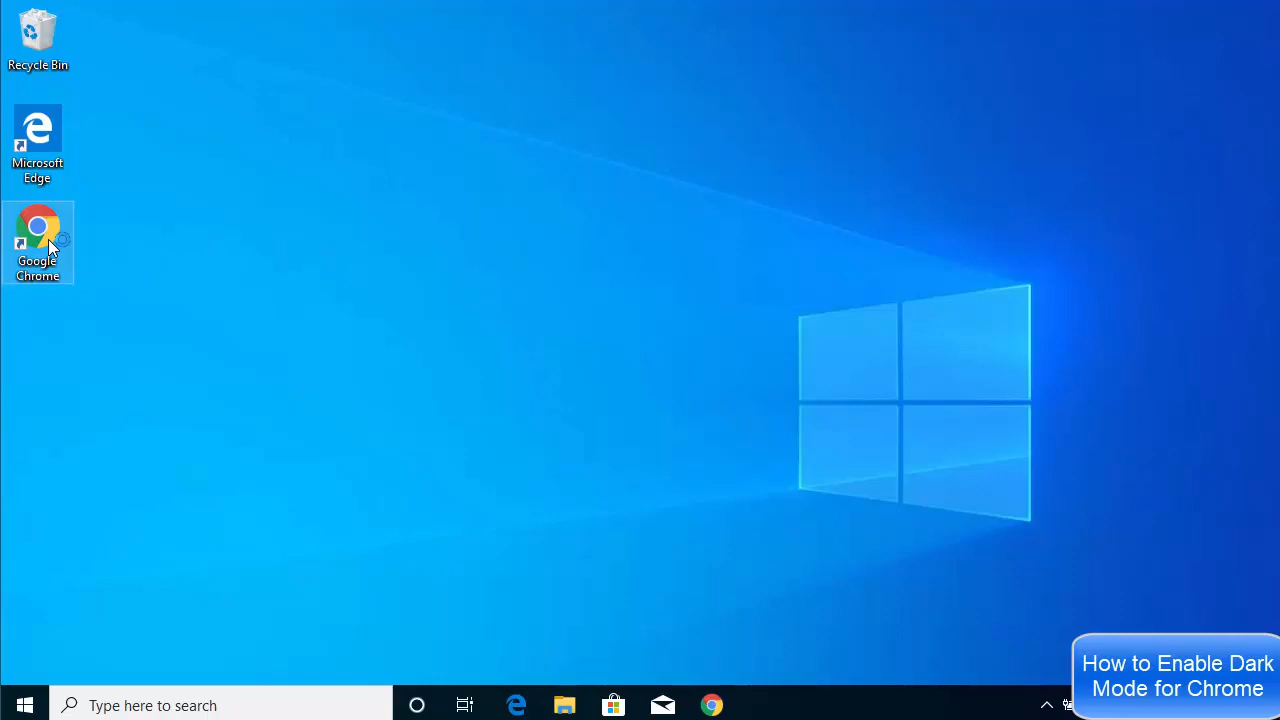 Recycle Bin
Microsoft
Edge
Google
Chrome
Type here to search
How to Enable Dark
Mode for Chrome